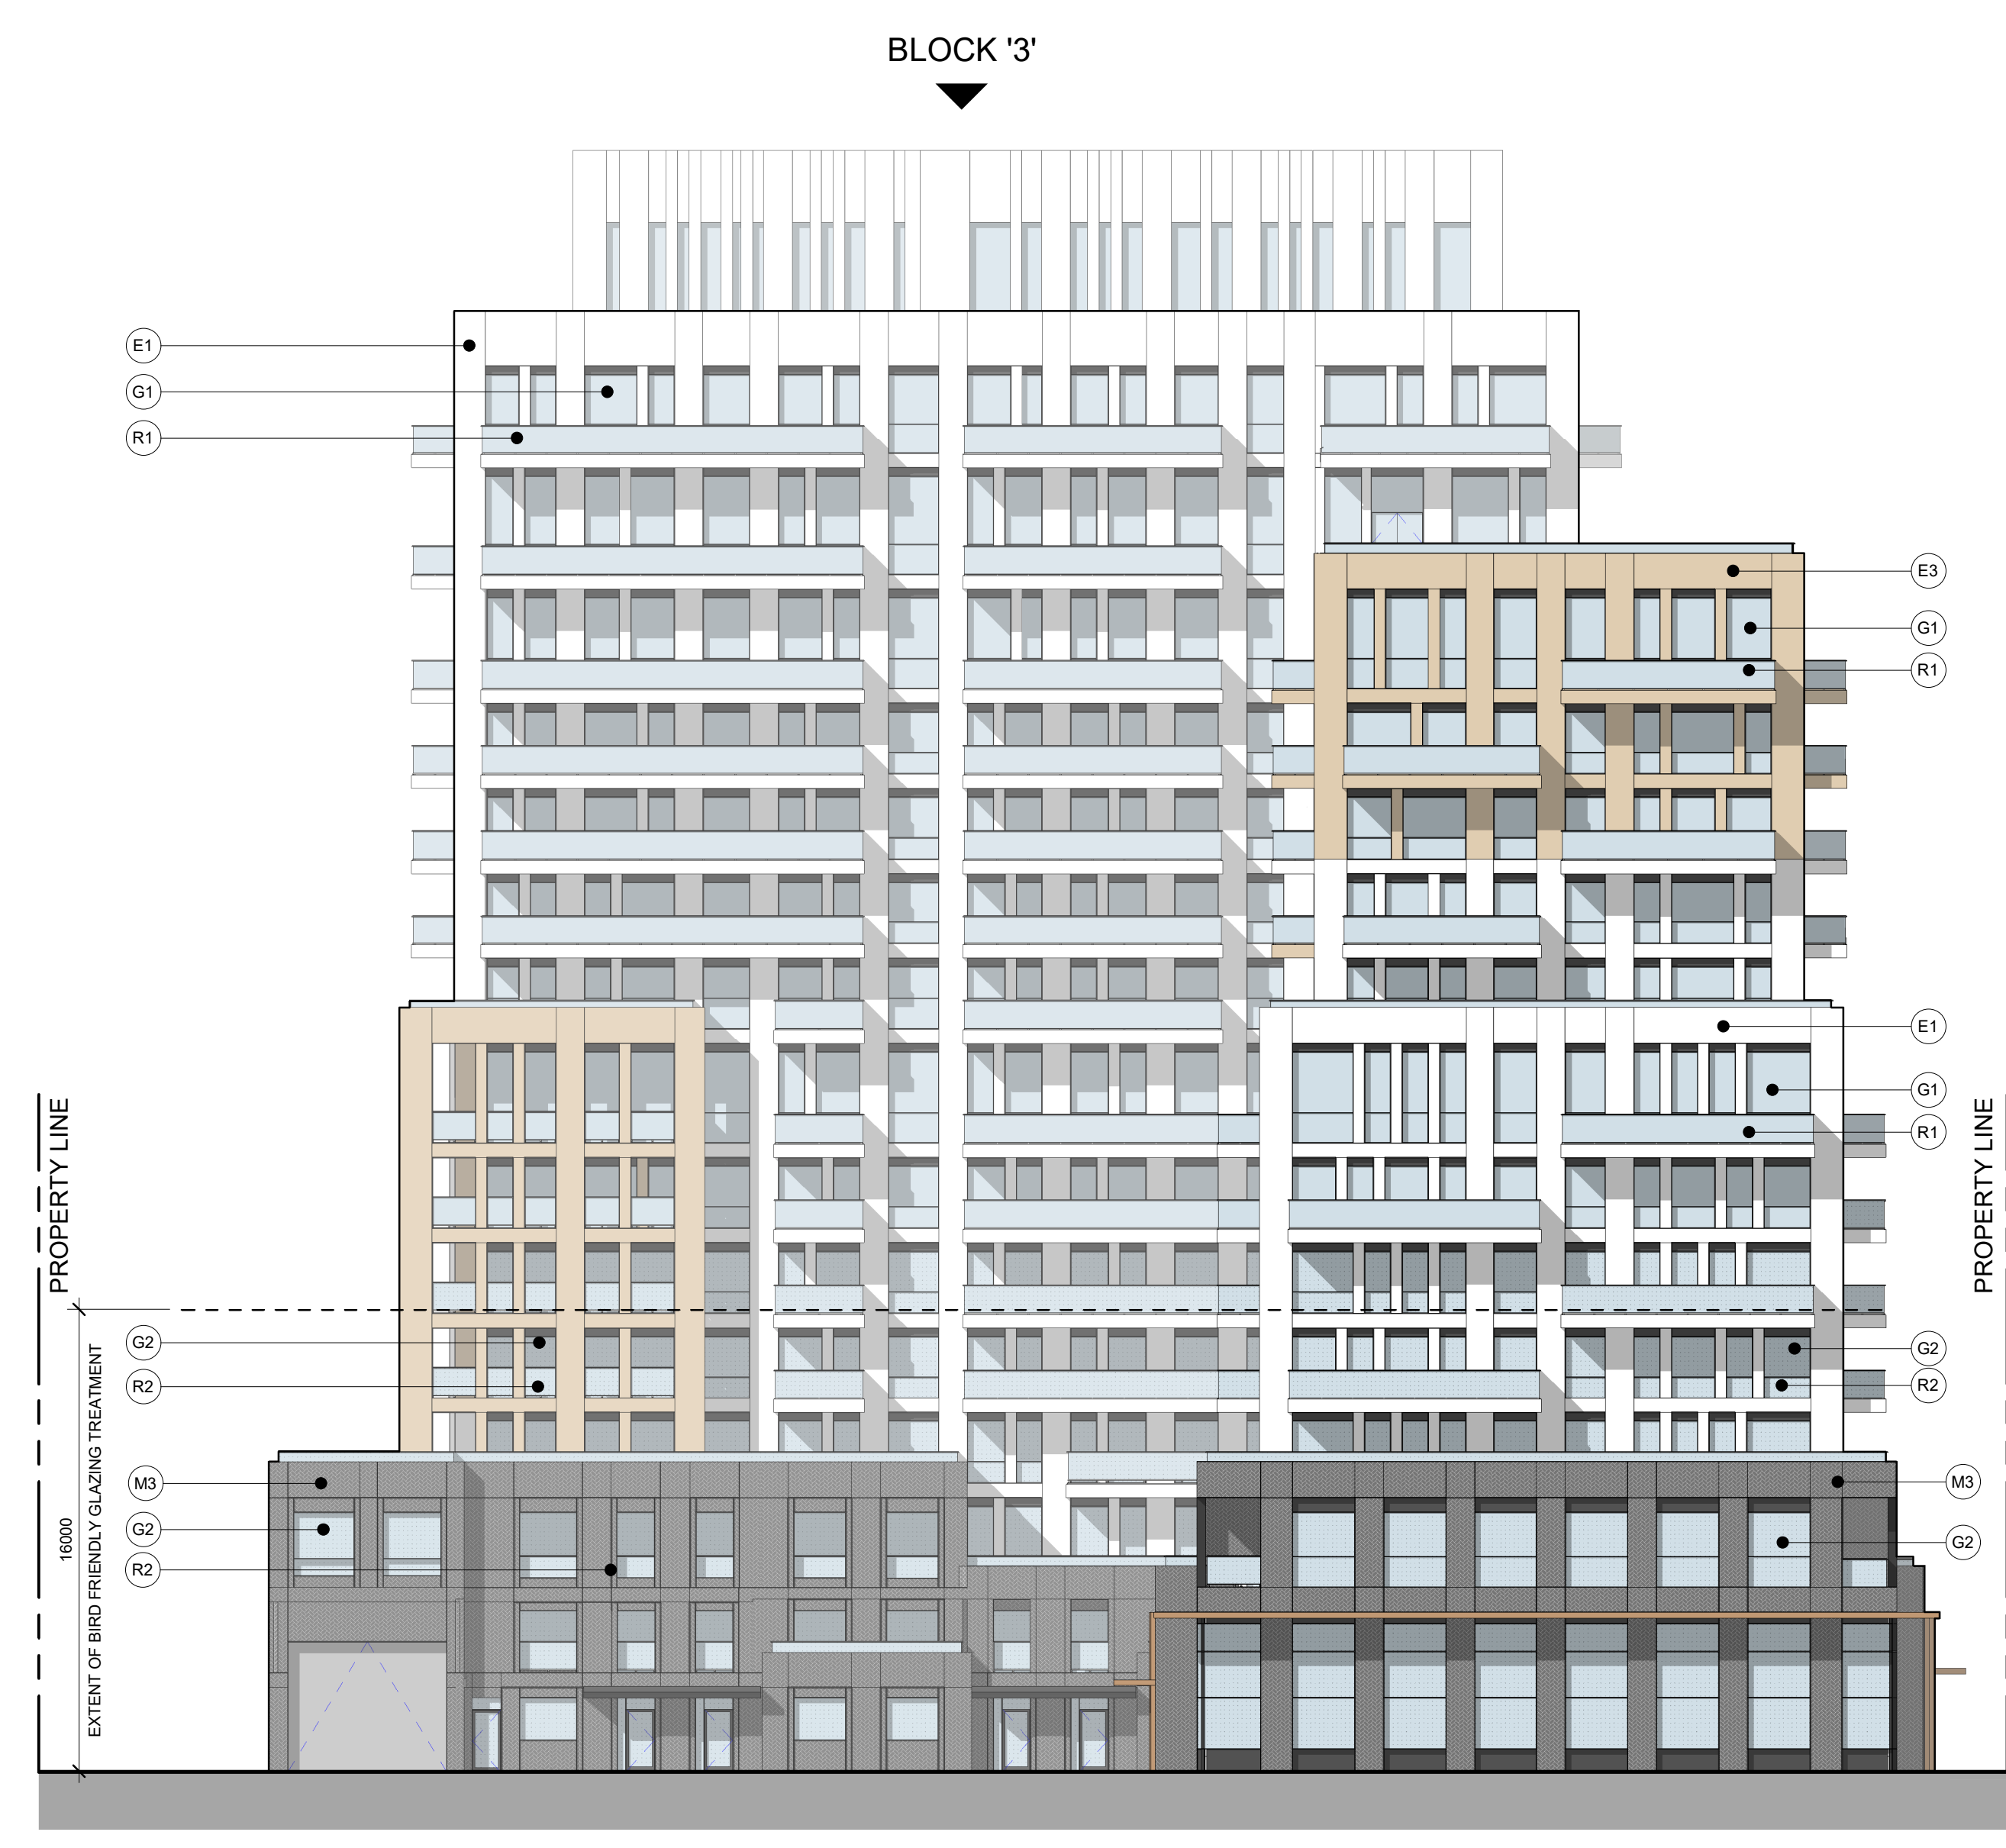 BLOCK '3'
E1
G1
R1
E3
G1
R1
E1
G1
R1
PROPERTY LINE
PROPERTY LINE
G2
R2
G2
R2
16000
EXTENT OF BIRD FRIENDLY GLAZING TREATMENT
M3
G2
R2
M3
G2